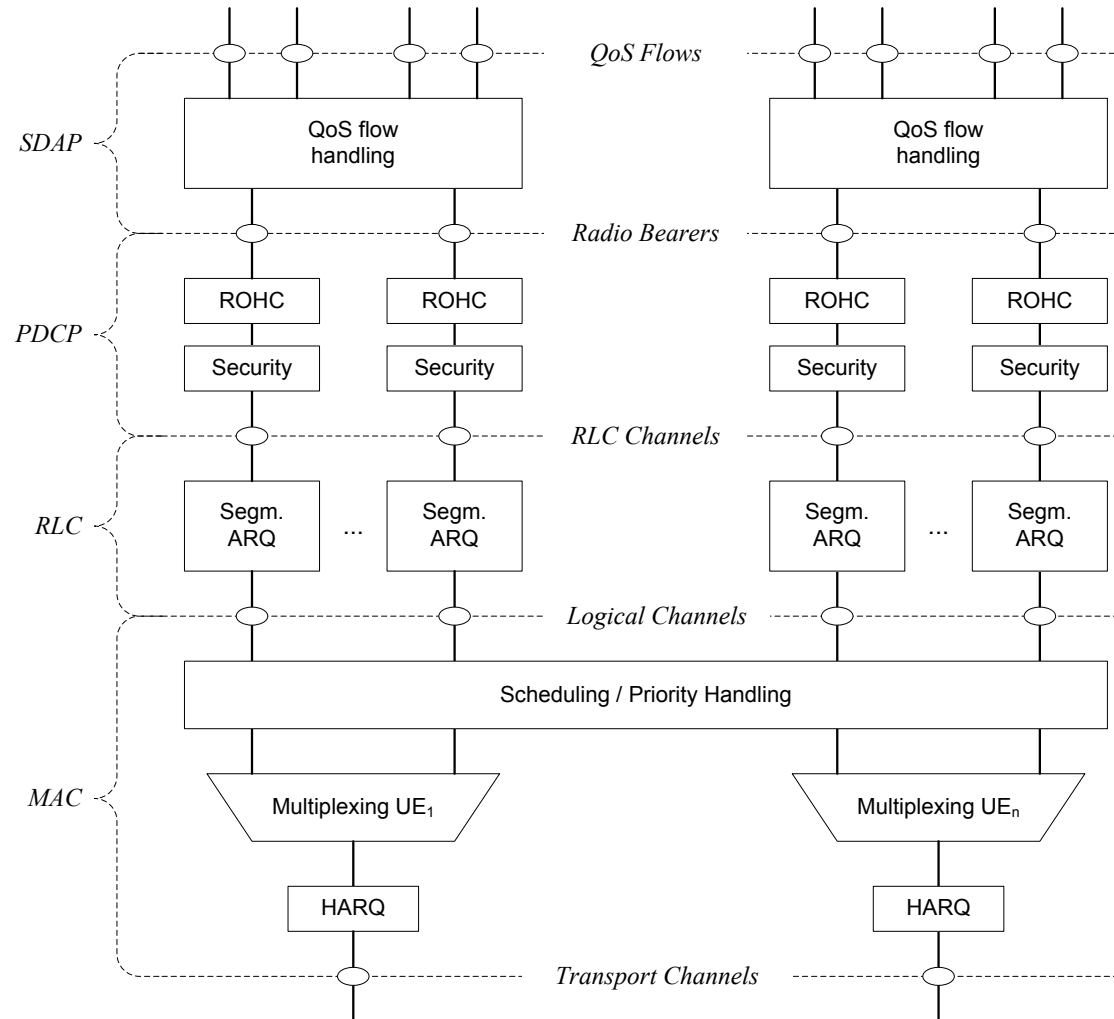 QoS Flows
QoS flow
handling
QoS flow
handling
SDAP
Radio Bearers
ROHC
ROHC
ROHC
ROHC
PDCP
Security
Security
Security
Security
RLC Channels
Segm.
ARQ
...
Segm.
ARQ
Segm.
ARQ
...
Segm.
ARQ
RLC
Logical Channels
Scheduling / Priority Handling
MAC
Multiplexing UE₁
Multiplexing UEₙ
HARQ
HARQ
Transport Channels